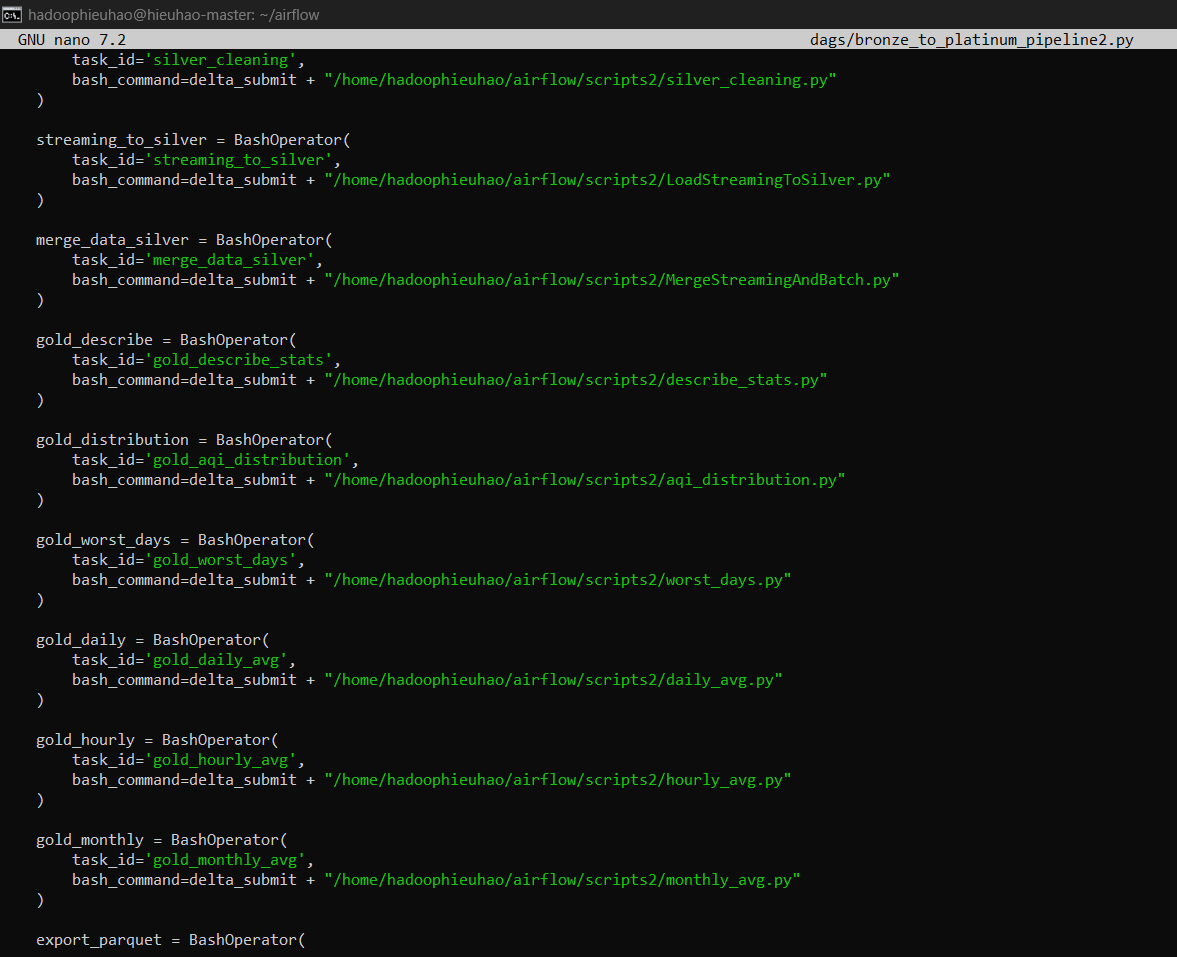 hadoophieuhao@hieuhao-master: ~/airflow
GNU nano 7.2 dags/bronze_to_platinum_pipeline2.py
task_id='silver_cleaning',
bash_command=delta_submit + "/home/hadoophieuhao/airflow/scripts2/silver_cleaning.py"
)
streaming_to_silver = BashOperator(
task_id='streaming_to_silver',
bash_command=delta_submit + "/home/hadoophieuhao/airflow/scripts2/LoadStreamingToSilver.py"
)
merge_data_silver = BashOperator(
task_id='merge_data_silver',
bash_command=delta_submit + "/home/hadoophieuhao/airflow/scripts2/MergeStreamingAndBatch.py"
)
gold_describe = BashOperator(
task_id='gold_describe_stats',
bash_command=delta_submit + "/home/hadoophieuhao/airflow/scripts2/describe_stats.py"
)
gold_distribution = BashOperator(
task_id='gold_aqi_distribution',
bash_command=delta_submit + "/home/hadoophieuhao/airflow/scripts2/aqi_distribution.py"
)
gold_worst_days = BashOperator(
task_id='gold_worst_days',
bash_command=delta_submit + "/home/hadoophieuhao/airflow/scripts2/worst_days.py"
)
gold_daily = BashOperator(
task_id='gold_daily_avg',
bash_command=delta_submit + "/home/hadoophieuhao/airflow/scripts2/daily_avg.py"
)
gold_hourly = BashOperator(
task_id='gold_hourly_avg',
bash_command=delta_submit + "/home/hadoophieuhao/airflow/scripts2/hourly_avg.py"
)
gold_monthly = BashOperator(
task_id='gold_monthly_avg',
bash_command=delta_submit + "/home/hadoophieuhao/airflow/scripts2/monthly_avg.py"
)
export_parquet = BashOperator(